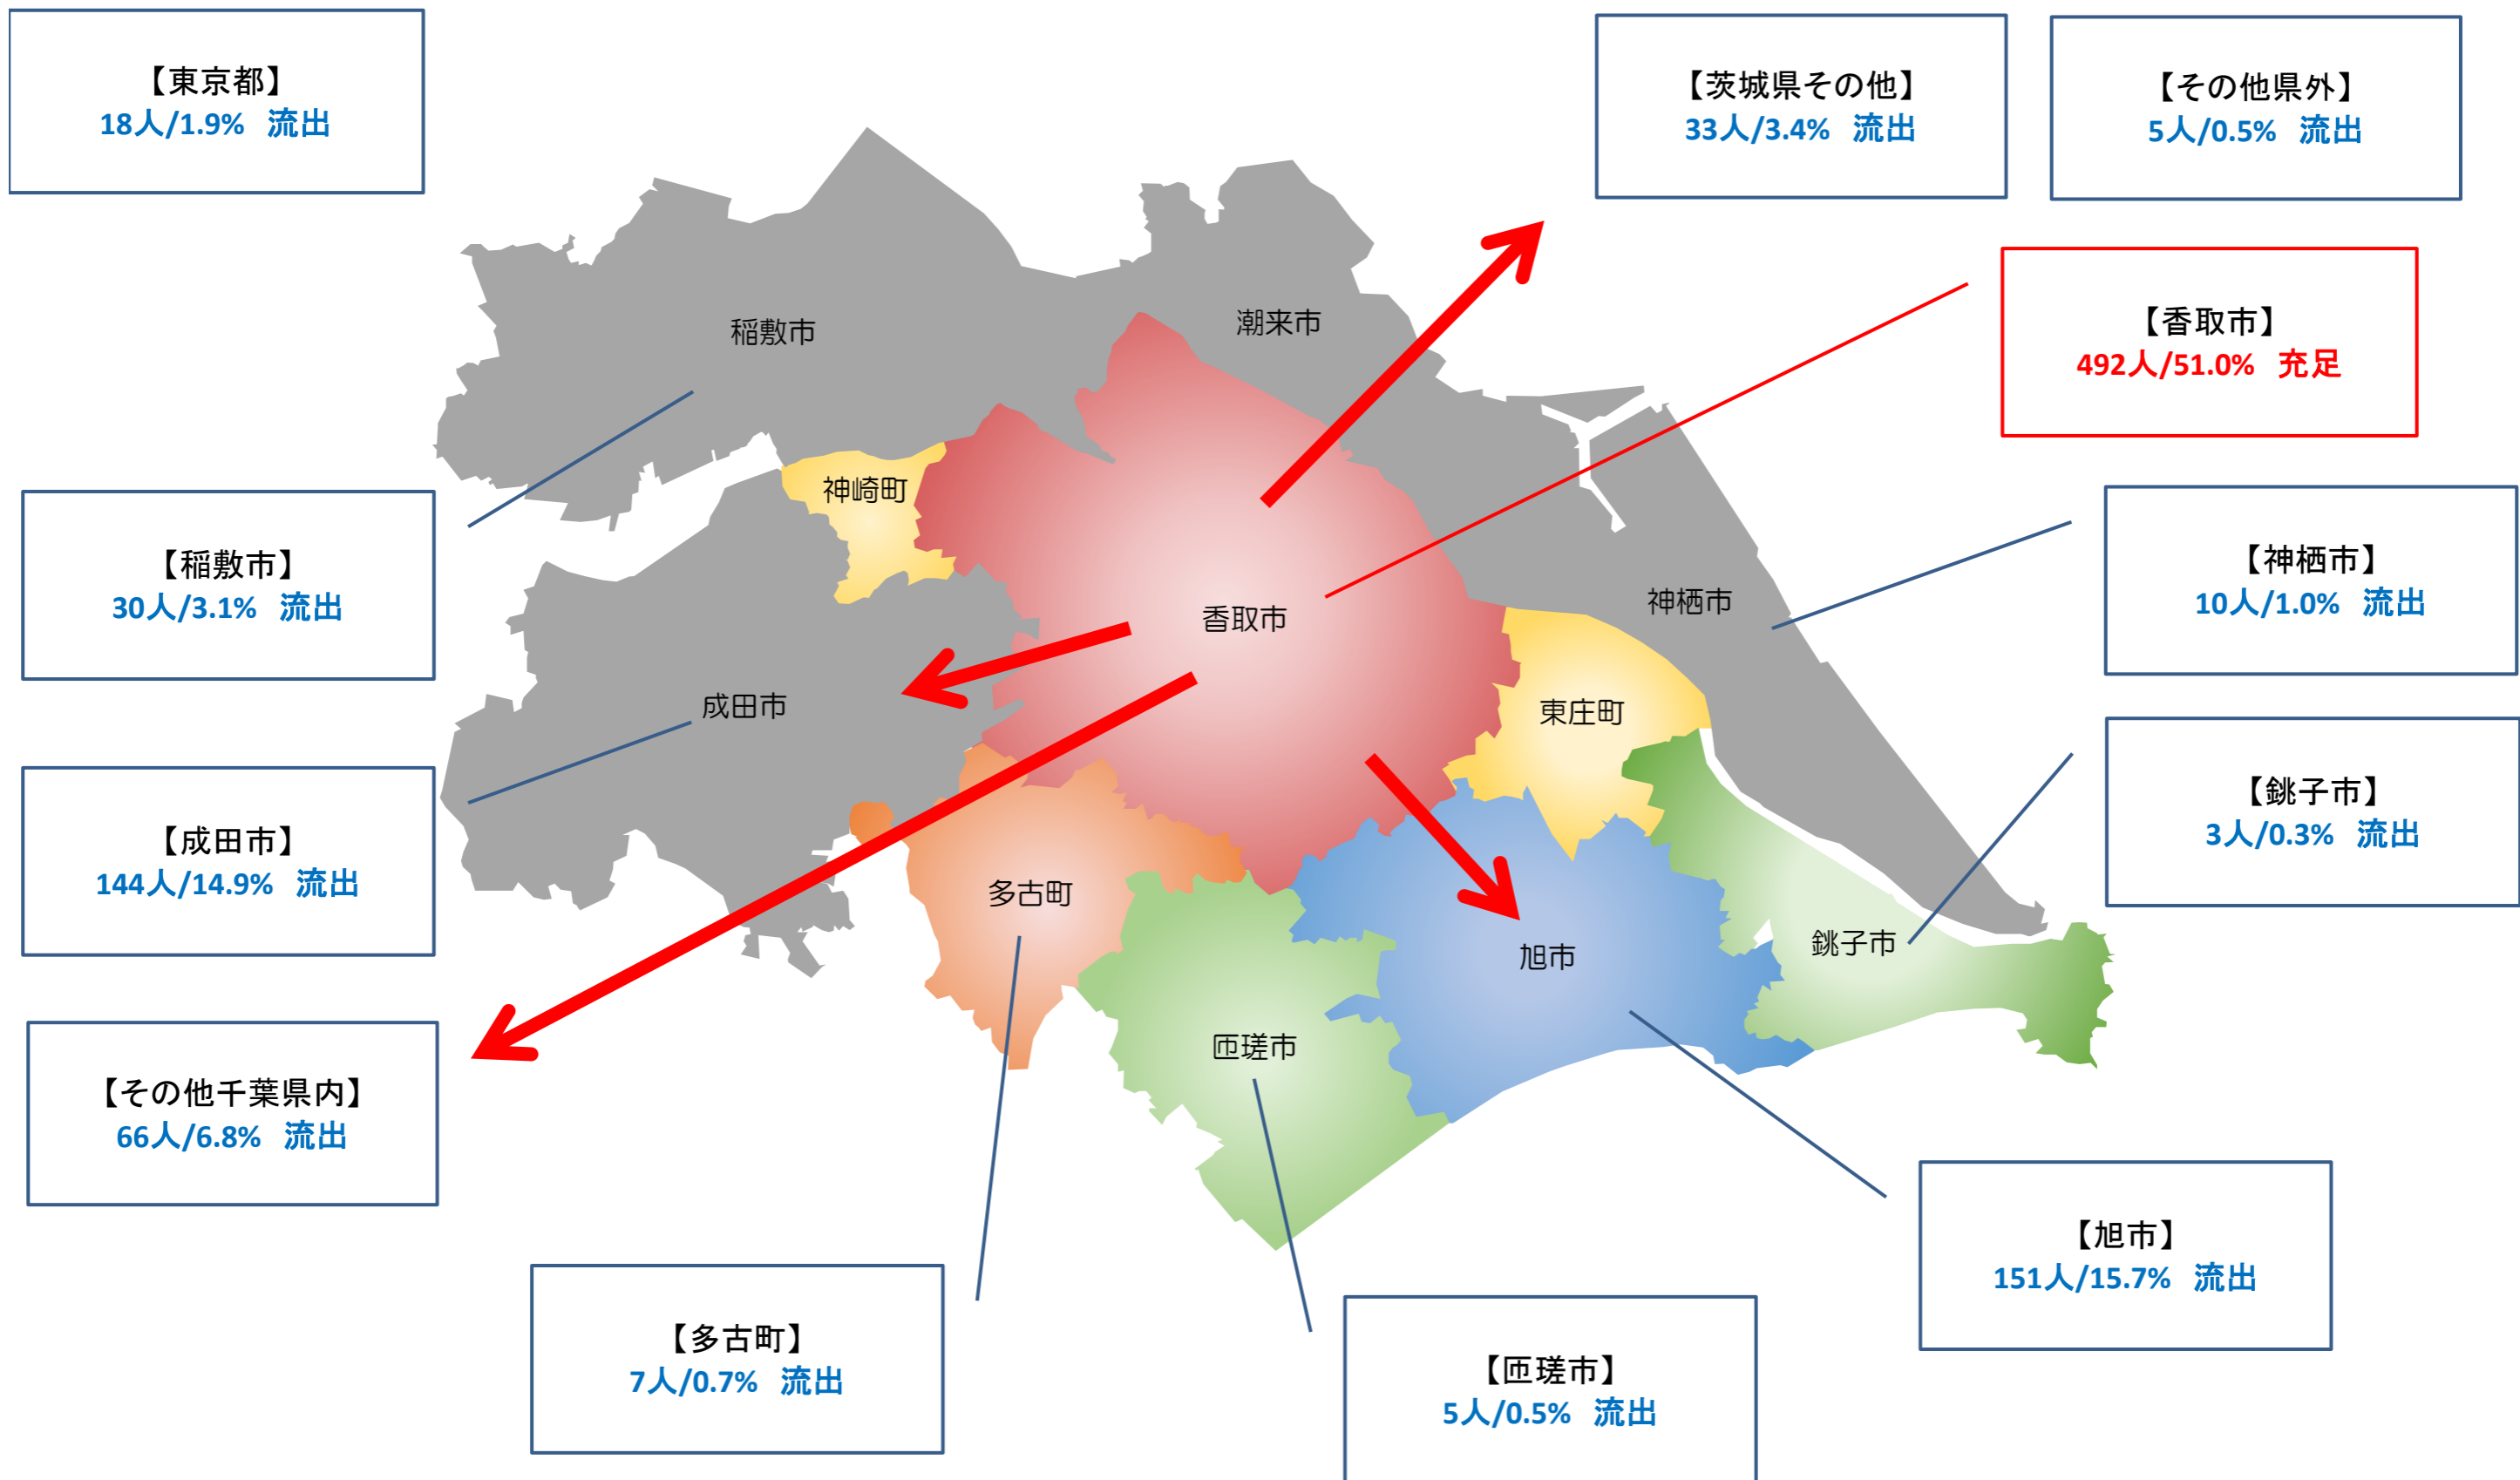 【東京都】
18人/1.9% 流出
【茨城県その他】
33人/3.4% 流出
【その他県外】
5人/0.5% 流出
【香取市】
492人/51.0% 充足
稲敷市
潮来市
神崎町
【稲敷市】
30人/3.1% 流出
【神栖市】
10人/1.0% 流出
香取市
神栖市
成田市
東庄町
【成田市】
144人/14.9% 流出
【銚子市】
3人/0.3% 流出
多古町
旭市
銚子市
匝瑳市
【その他千葉県内】
66人/6.8% 流出
【旭市】
151人/15.7% 流出
【多古町】
7人/0.7% 流出
【匝瑳市】
5人/0.5% 流出